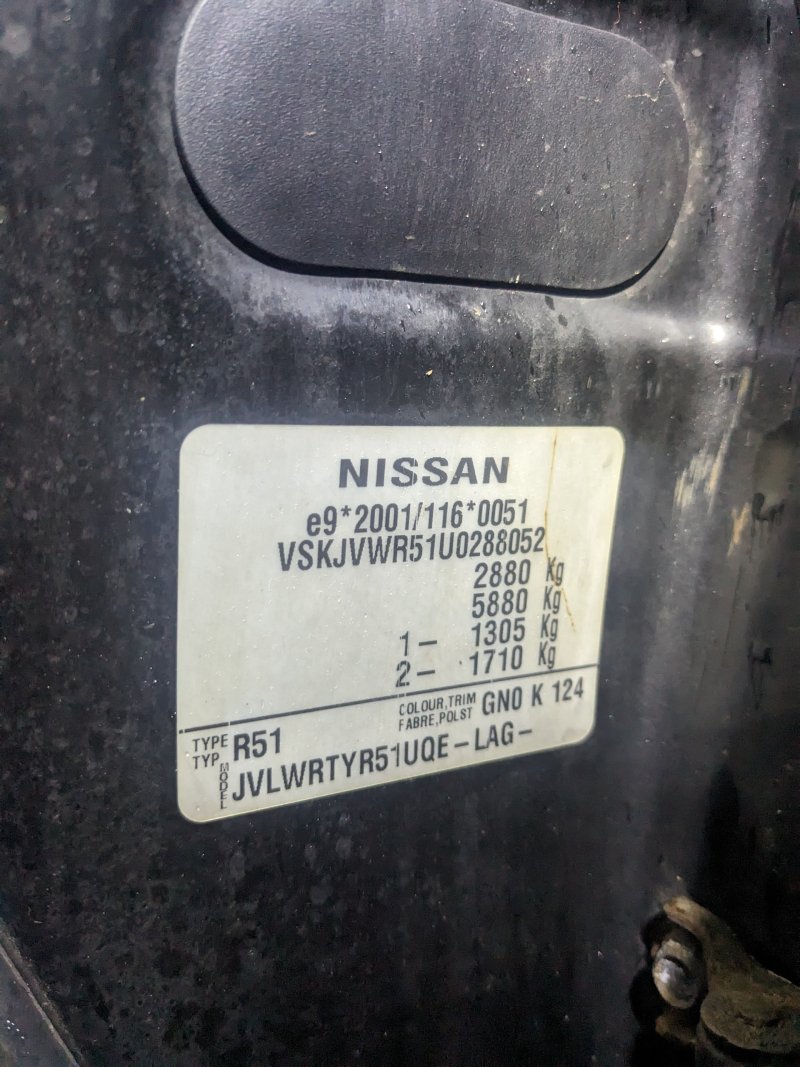 NISSAN
e9*2001/116*0051
VSKJVWR51U0288052
2880 Kg
5880 Kg
1- 1305 Kg
2- 1710 Kg
TYPE
TYP R51
COLOUR,TRIM
FABRE,POLST GN0 K 124
MODEL JVLWRTYR51UQE-LAG-